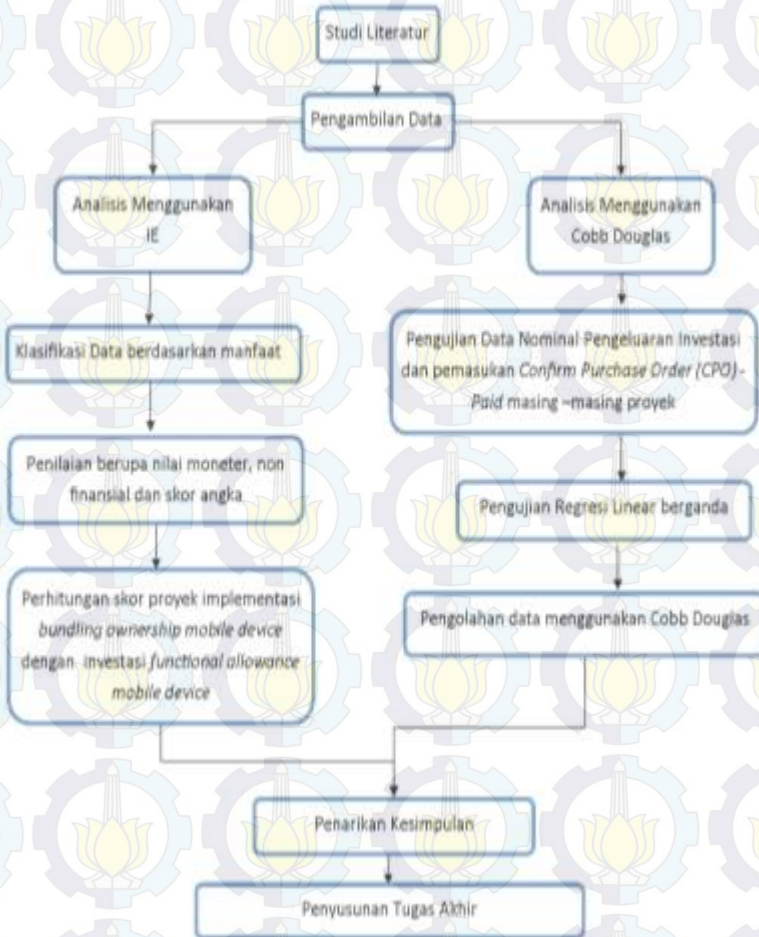 Studi Literatur
Pengambilan Data
Analisis Menggunakan
IE
Klasifikasi Data berdasarkan manfaat
Penilaian berupa nilai moneter, non
finansial dan skor angka
Perhitungan skor proyek implementasi
bundling ownership mobile device
dengan investasi functional allowance
mobile device
Analisis Menggunakan
Cobb Douglas
Pengujian Data Nominal Pengeluaran Investasi
dan pemasukan Confirm Purchase Order (CPO)-
Paid masing –masing proyek
Pengujian Regresi Linear berganda
Pengolahan data menggunakan Cobb Douglas
Penarikan Kesimpulan
Penyusunan Tugas Akhir